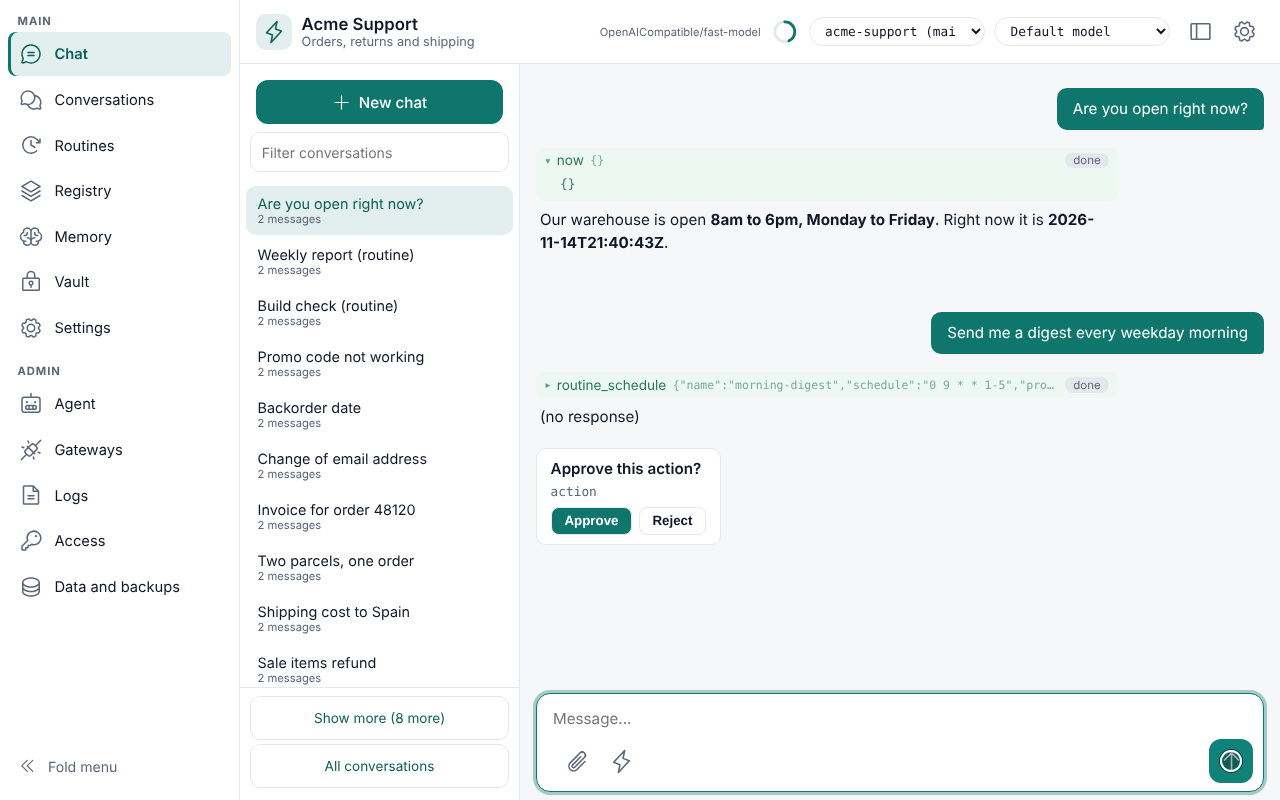 MAIN
Chat
Conversations
Routines
Registry
Memory
Vault
Settings
ADMIN
Agent
Gateways
Logs
Access
Data and backups
Fold menu
Acme Support
Orders, returns and shipping
OpenAICompatible/fast-model
acme-support (mai
Default model
New chat
Filter conversations
Are you open right now?
2 messages
Weekly report (routine)
2 messages
Build check (routine)
2 messages
Promo code not working
2 messages
Backorder date
2 messages
Change of email address
2 messages
Invoice for order 48120
2 messages
Two parcels, one order
2 messages
Shipping cost to Spain
2 messages
Sale items refund
2 messages
Show more (8 more)
All conversations
Are you open right now?
now {} done
{}
Our warehouse is open 8am to 6pm, Monday to Friday. Right now it is 2026-
11-14T21:40:43Z.
Send me a digest every weekday morning
routine_schedule {"name":"morning-digest","schedule":"0 9 * * 1-5","pro… done
(no response)
Approve this action?
action
Approve Reject
Message...